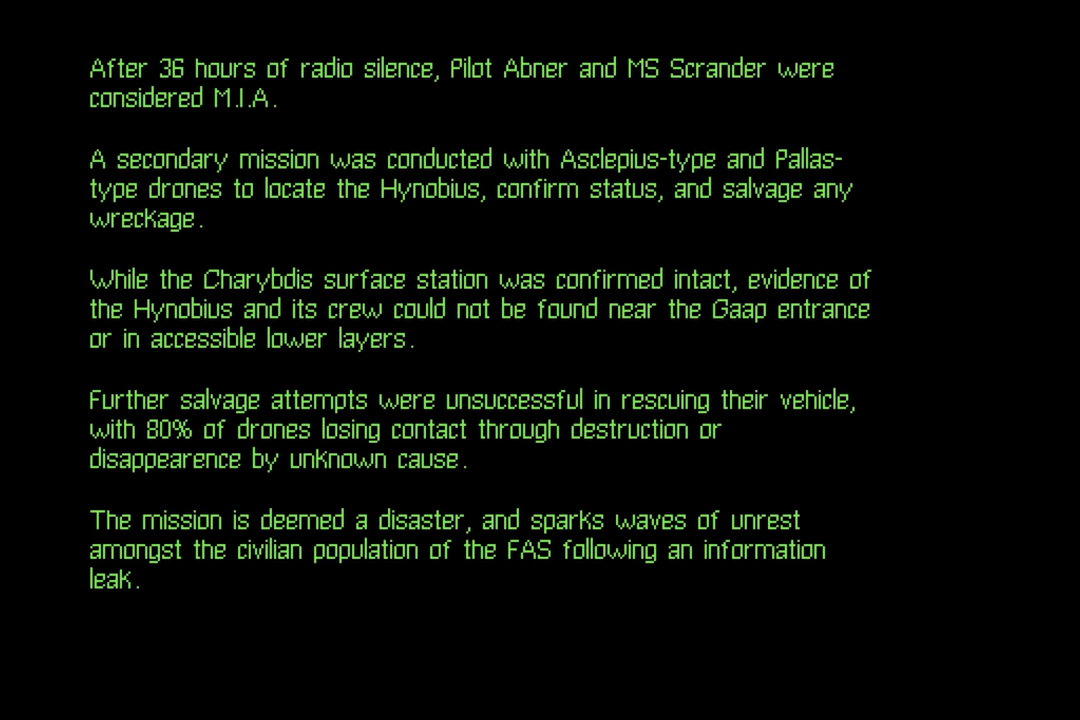 After 36 hours of radio silence, Pilot Abner and MS Scrander were
considered M.I.A.
A secondary mission was conducted with Asclepius-type and Pallas-
type drones to locate the Hynobius, confirm status, and salvage any
wreckage.
While the Charybdis surface station was confirmed intact, evidence of
the Hynobius and its crew could not be found near the Gaap entrance
or in accessible lower layers.
Further salvage attempts were unsuccessful in rescuing their vehicle,
with 80% of drones losing contact through destruction or
disappearence by unknown cause.
The mission is deemed a disaster, and sparks waves of unrest
amongst the civilian population of the FAS following an information
leak.